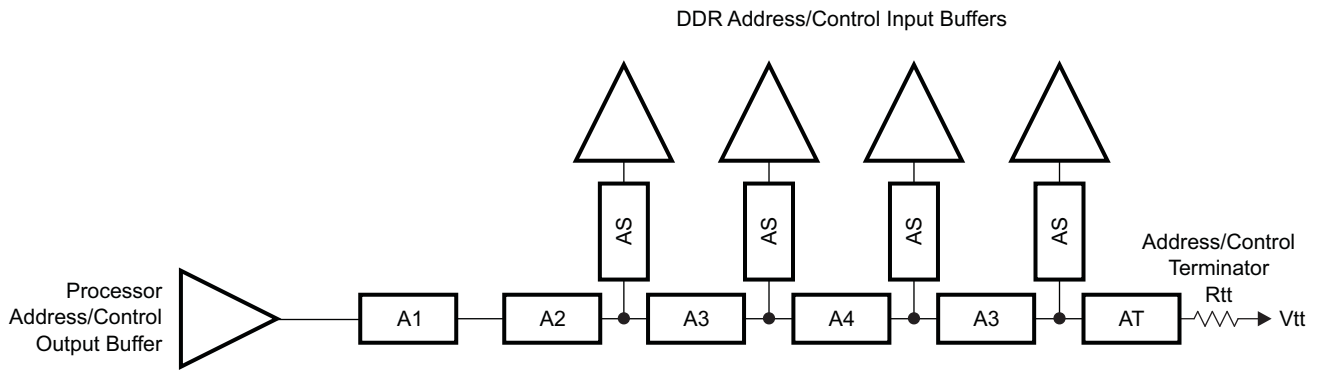 DDR Address/Control Input Buffers
AS
AS
AS
AS
Address/Control
Terminator
Rtt
Processor
Address/Control
Output Buffer
A1
A2
A3
A4
A3
AT
Vtt